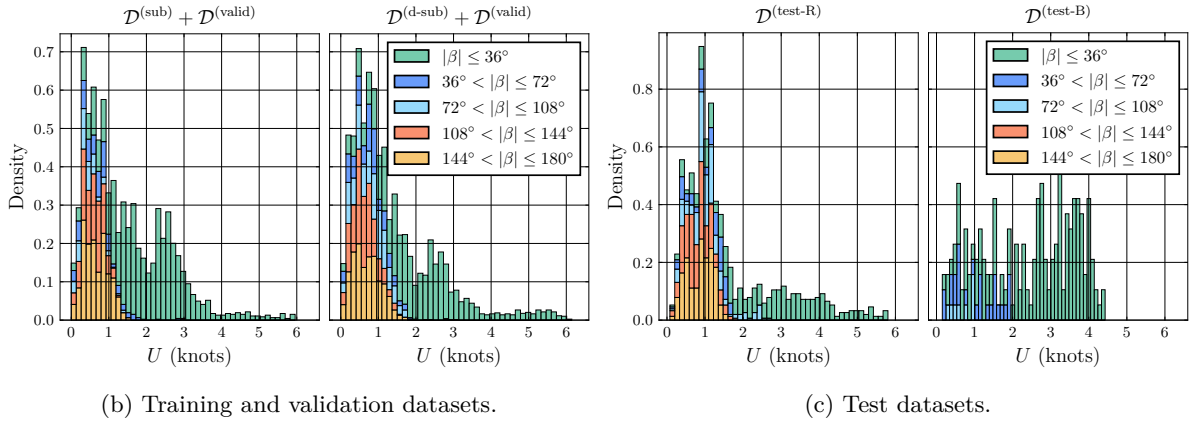 𝒟(sub) + 𝒟(valid)
𝒟(d-sub) + 𝒟(valid)
𝒟(test-R)
𝒟(test-B)
0.7
0.6
0.5
0.4
0.3
0.2
0.1
0.0
Density
0 1 2 3 4 5 6
U (knots)
|β| ≤ 36°
36° < |β| ≤ 72°
72° < |β| ≤ 108°
108° < |β| ≤ 144°
144° < |β| ≤ 180°
0 1 2 3 4 5 6
U (knots)
(b) Training and validation datasets.
0.8
0.6
0.4
0.2
0.0
Density
0 1 2 3 4 5 6
U (knots)
|β| ≤ 36°
36° < |β| ≤ 72°
72° < |β| ≤ 108°
108° < |β| ≤ 144°
144° < |β| ≤ 180°
0 1 2 3 4 5 6
U (knots)
(c) Test datasets.